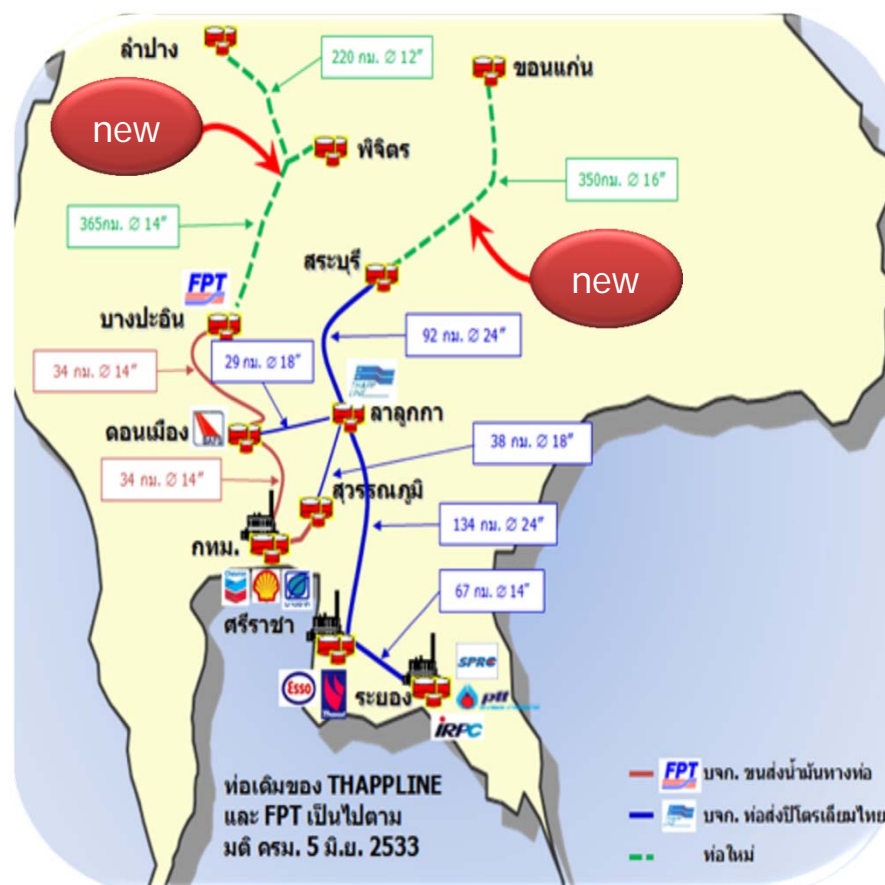 ลำปาง
220 กม. Ø 12"
ขอนแก่น
new
พิจิตร
350กม. Ø 16"
365กม. Ø 14"
สระบุรี
new
FPT
บางปะอิน
92 กม. Ø 24"
29 กม. Ø 18"
34 กม. Ø 14"
THAPP
LINE
ลาลูกกา
ดอนเมือง
38 กม. Ø 18"
34 กม. Ø 14"
สุวรรณภูมิ
134 กม. Ø 24"
กทม.
67 กม. Ø 14"
บางจาก
ศรีราชา
SPRC
Esso
ระยอง
ptt
IRPC
ท่อเดิมของ THAPPLINE
และ FPT เป็นไปตาม
มติ ครม. 5 มิ.ย. 2533
FPT บจก. ขนส่งน้ำมันทางท่อ
บจก. ท่อส่งปิโตรเลียมไทย
ท่อใหม่